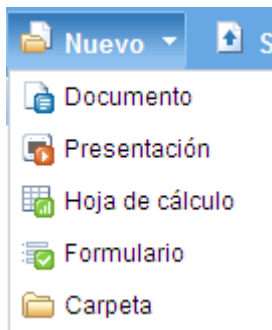 Nuevo
Documento
Presentación
Hoja de cálculo
Formulario
Carpeta